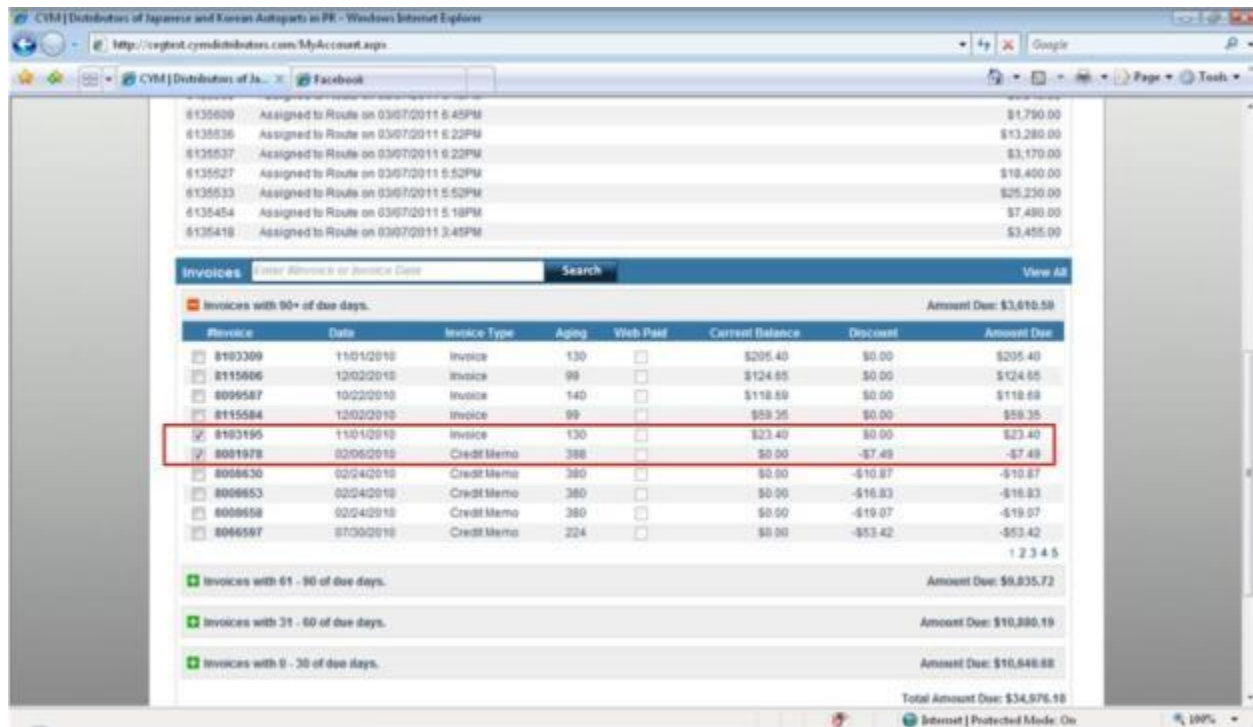 CYM | Distributors of Japanese and Korean Autoparts in PR - Windows Internet Explorer
http://cegtest.cymdistributors.com/MyAccount.aspx
Google
CYM | Distributors of Ja...
Facebook
Page Tools
6135609 Assigned to Route on 03/07/2011 6:45PM $1,790.00
6135536 Assigned to Route on 03/07/2011 6:22PM $13,280.00
6135537 Assigned to Route on 03/07/2011 6:22PM $3,170.00
6135527 Assigned to Route on 03/07/2011 5:52PM $18,400.00
6135533 Assigned to Route on 03/07/2011 5:52PM $25,230.00
6135454 Assigned to Route on 03/07/2011 5:18PM $7,480.00
6135418 Assigned to Route on 03/07/2011 3:45PM $3,455.00
Invoices Enter #Invoice or Invoice Date Search View All
Invoices with 90+ of due days. Amount Due: $3,610.59
#Invoice Date Invoice Type Aging Web Paid Current Balance Discount Amount Due
8103309 11/01/2010 Invoice 130 $205.40 $0.00 $205.40
8115606 12/02/2010 Invoice 99 $124.65 $0.00 $124.65
8099587 10/22/2010 Invoice 140 $118.69 $0.00 $118.69
8115584 12/02/2010 Invoice 99 $59.35 $0.00 $59.35
8103195 11/01/2010 Invoice 130 $23.40 $0.00 $23.40
8001978 02/06/2010 Credit Memo 398 $0.00 -$7.49 -$7.49
8008630 02/24/2010 Credit Memo 380 $0.00 -$10.87 -$10.87
8008653 02/24/2010 Credit Memo 380 $0.00 -$16.83 -$16.83
8008658 02/24/2010 Credit Memo 380 $0.00 -$19.07 -$19.07
8066597 07/30/2010 Credit Memo 224 $0.00 -$53.42 -$53.42
1 2 3 4 5
Invoices with 61 - 90 of due days. Amount Due: $9,835.72
Invoices with 31 - 60 of due days. Amount Due: $10,880.19
Invoices with 0 - 30 of due days. Amount Due: $10,649.68
Total Amount Due: $34,976.18
Internet | Protected Mode: On 100%